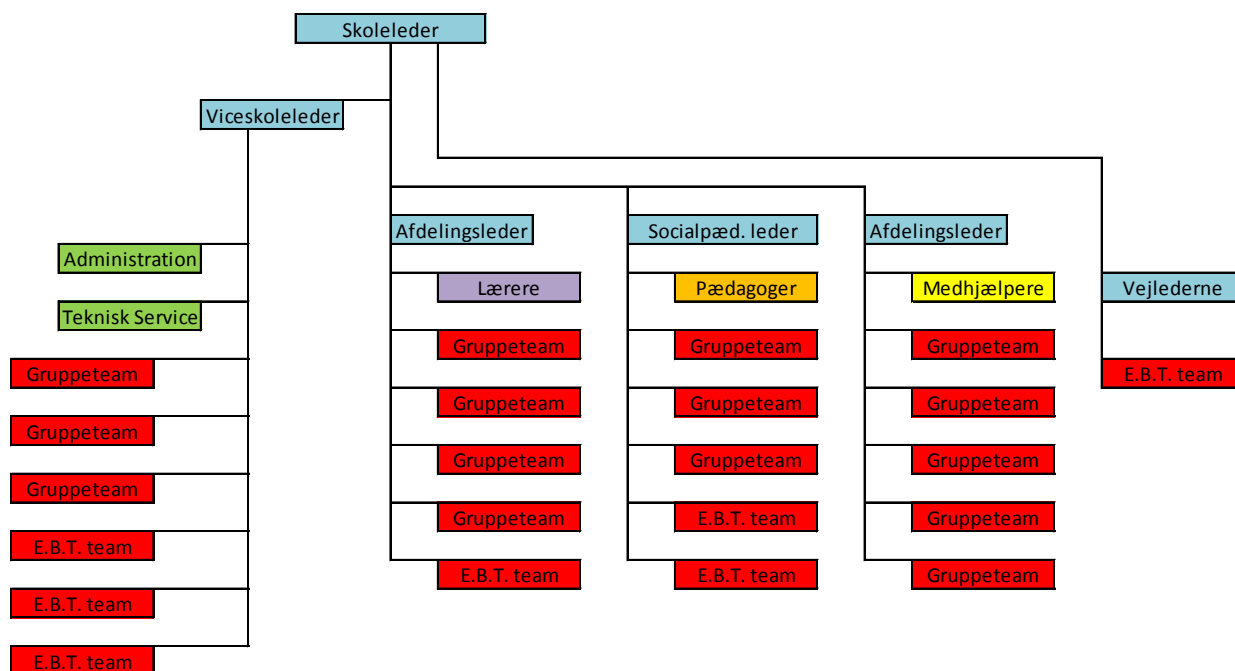 Skoleleder
Viceskoleleder
Afdelingsleder
Socialpæd. leder
Afdelingsleder
Administration
Lærere
Pædagoger
Medhjælpere
Vejlederne
Teknisk Service
Gruppeteam
Gruppeteam
Gruppeteam
Gruppeteam
E.B.T. team
Gruppeteam
Gruppeteam
Gruppeteam
Gruppeteam
Gruppeteam
Gruppeteam
Gruppeteam
Gruppeteam
Gruppeteam
E.B.T. team
Gruppeteam
E.B.T. team
E.B.T. team
E.B.T. team
Gruppeteam
E.B.T. team
E.B.T. team